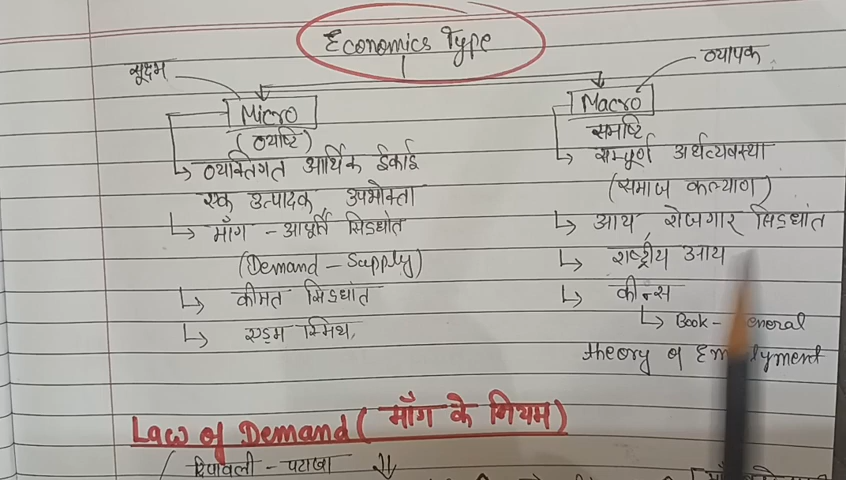 Economics Type
सूक्ष्म
व्यापक
Micro
(व्यष्टि)
↳ व्यक्तिगत आर्थिक ईकाई
एक उत्पादक, उपभोक्ता
↳ माँग - आपूर्ति सिद्धांत
(Demand - Supply)
↳ कीमत सिद्धांत
↳ एडम स्मिथ,
Macro
समष्टि
↳ सम्पूर्ण अर्थव्यवस्था
(समाज कल्याण)
↳ आय, रोजगार सिद्धांत
↳ राष्ट्रीय आय
↳ कीन्स
↳ Book -
theory of
Law of Demand (माँग के नियम)
दिपावली - पटाखा